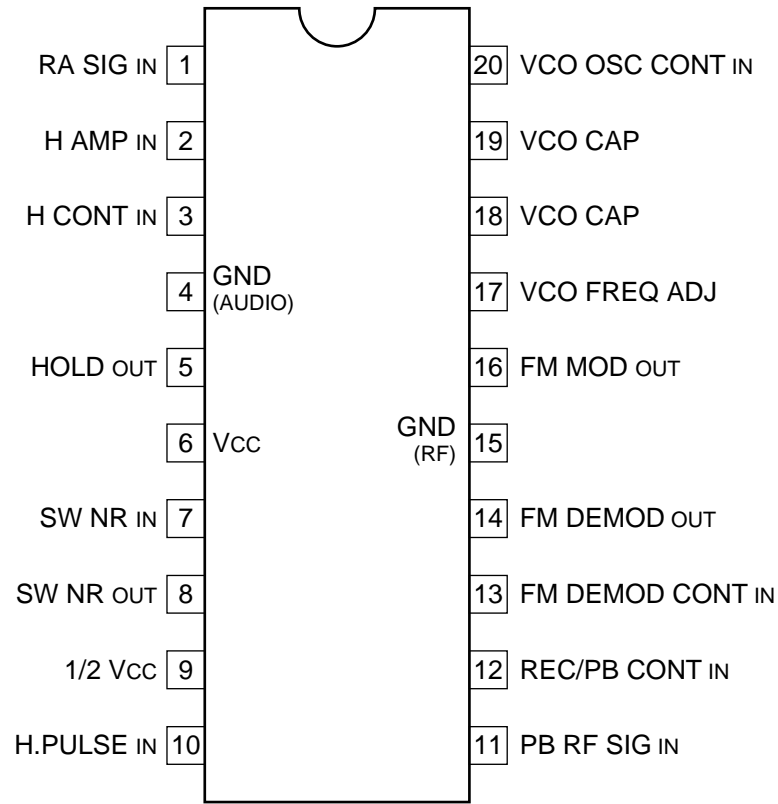 RA SIG IN 1
20 VCO OSC CONT IN
H AMP IN 2
19 VCO CAP
H CONT IN 3
18 VCO CAP
4 GND
(AUDIO)
17 VCO FREQ ADJ
HOLD OUT 5
16 FM MOD OUT
6 VCC
GND
(RF) 15
SW NR IN 7
14 FM DEMOD OUT
SW NR OUT 8
13 FM DEMOD CONT IN
1/2 VCC 9
12 REC/PB CONT IN
H.PULSE IN 10
11 PB RF SIG IN